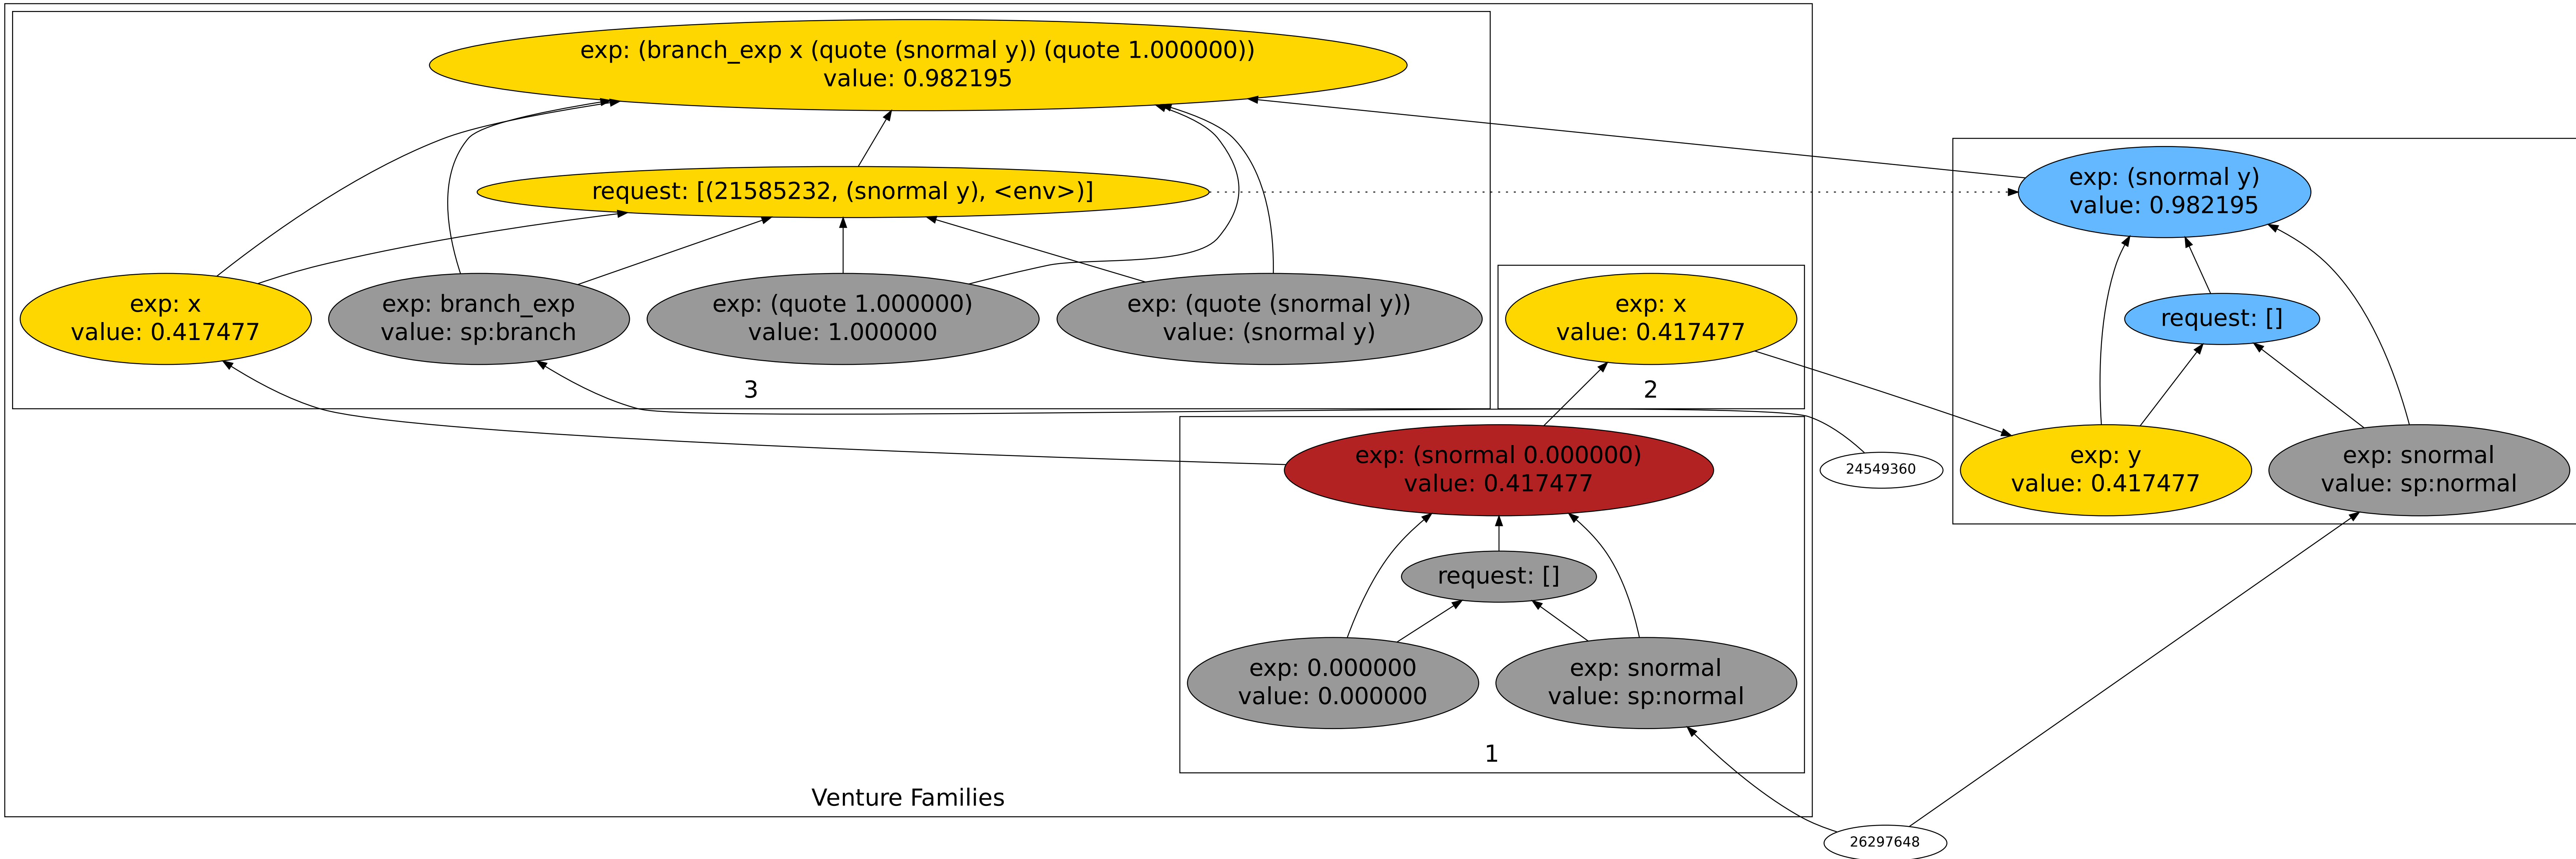 exp: (branch_exp x (quote (snormal y)) (quote 1.000000))
value: 0.982195
request: [(21585232, (snormal y), <env>)]
exp: x
value: 0.417477
exp: branch_exp
value: sp:branch
exp: (quote 1.000000)
value: 1.000000
exp: (quote (snormal y))
value: (snormal y)
3
exp: x
value: 0.417477
2
exp: (snormal y)
value: 0.982195
request: []
exp: y
value: 0.417477
exp: snormal
value: sp:normal
24549360
exp: (snormal 0.000000)
value: 0.417477
request: []
exp: 0.000000
value: 0.000000
exp: snormal
value: sp:normal
1
Venture Families
26297648